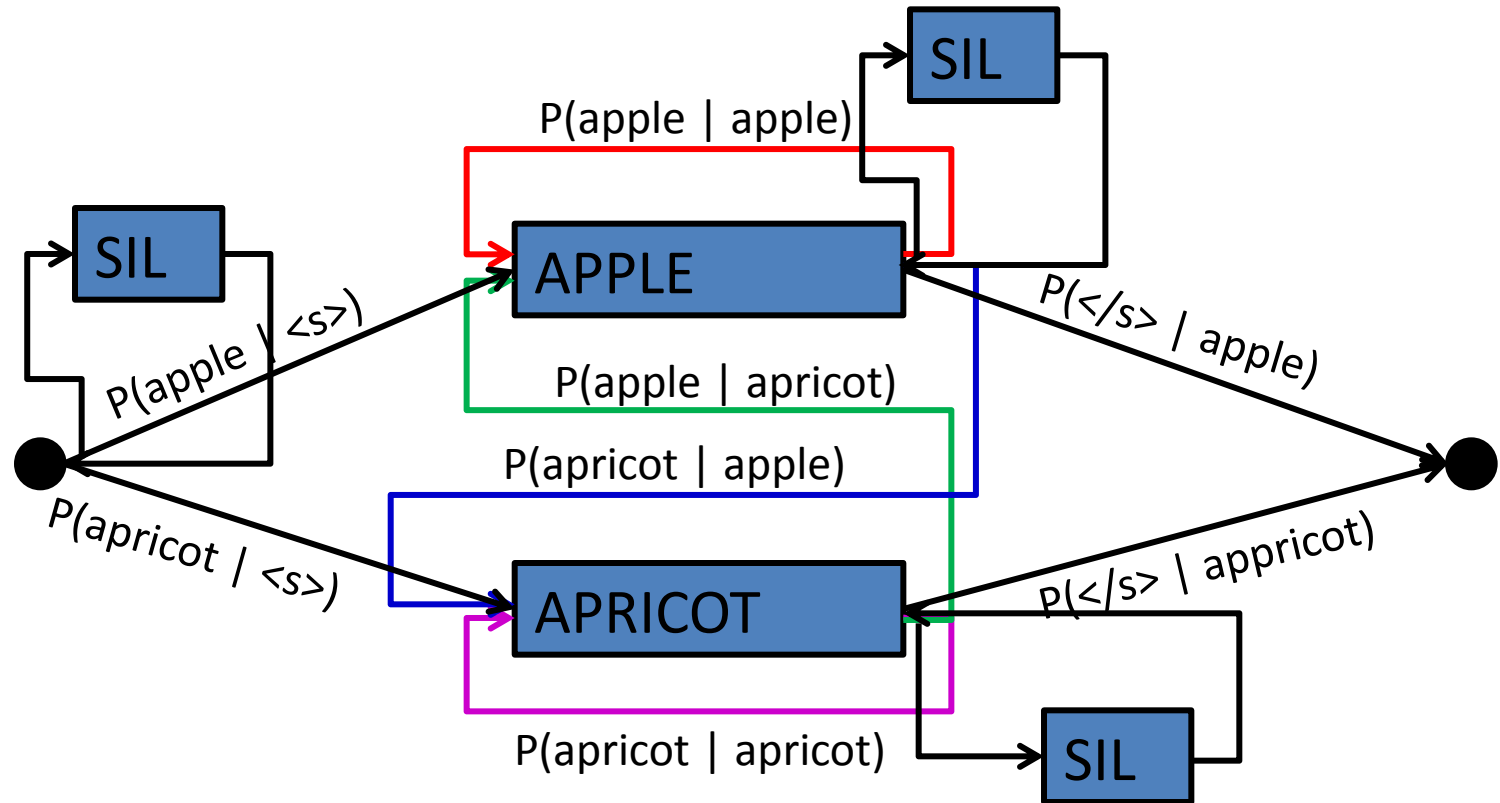 SIL
P(apple | apple)
SIL
APPLE
P(apple | <s>)
P(</s> | apple)
P(apple | apricot)
P(apricot | apple)
P(apricot | <s>)
P(</s> | appricot)
APRICOT
P(apricot | apricot)
SIL